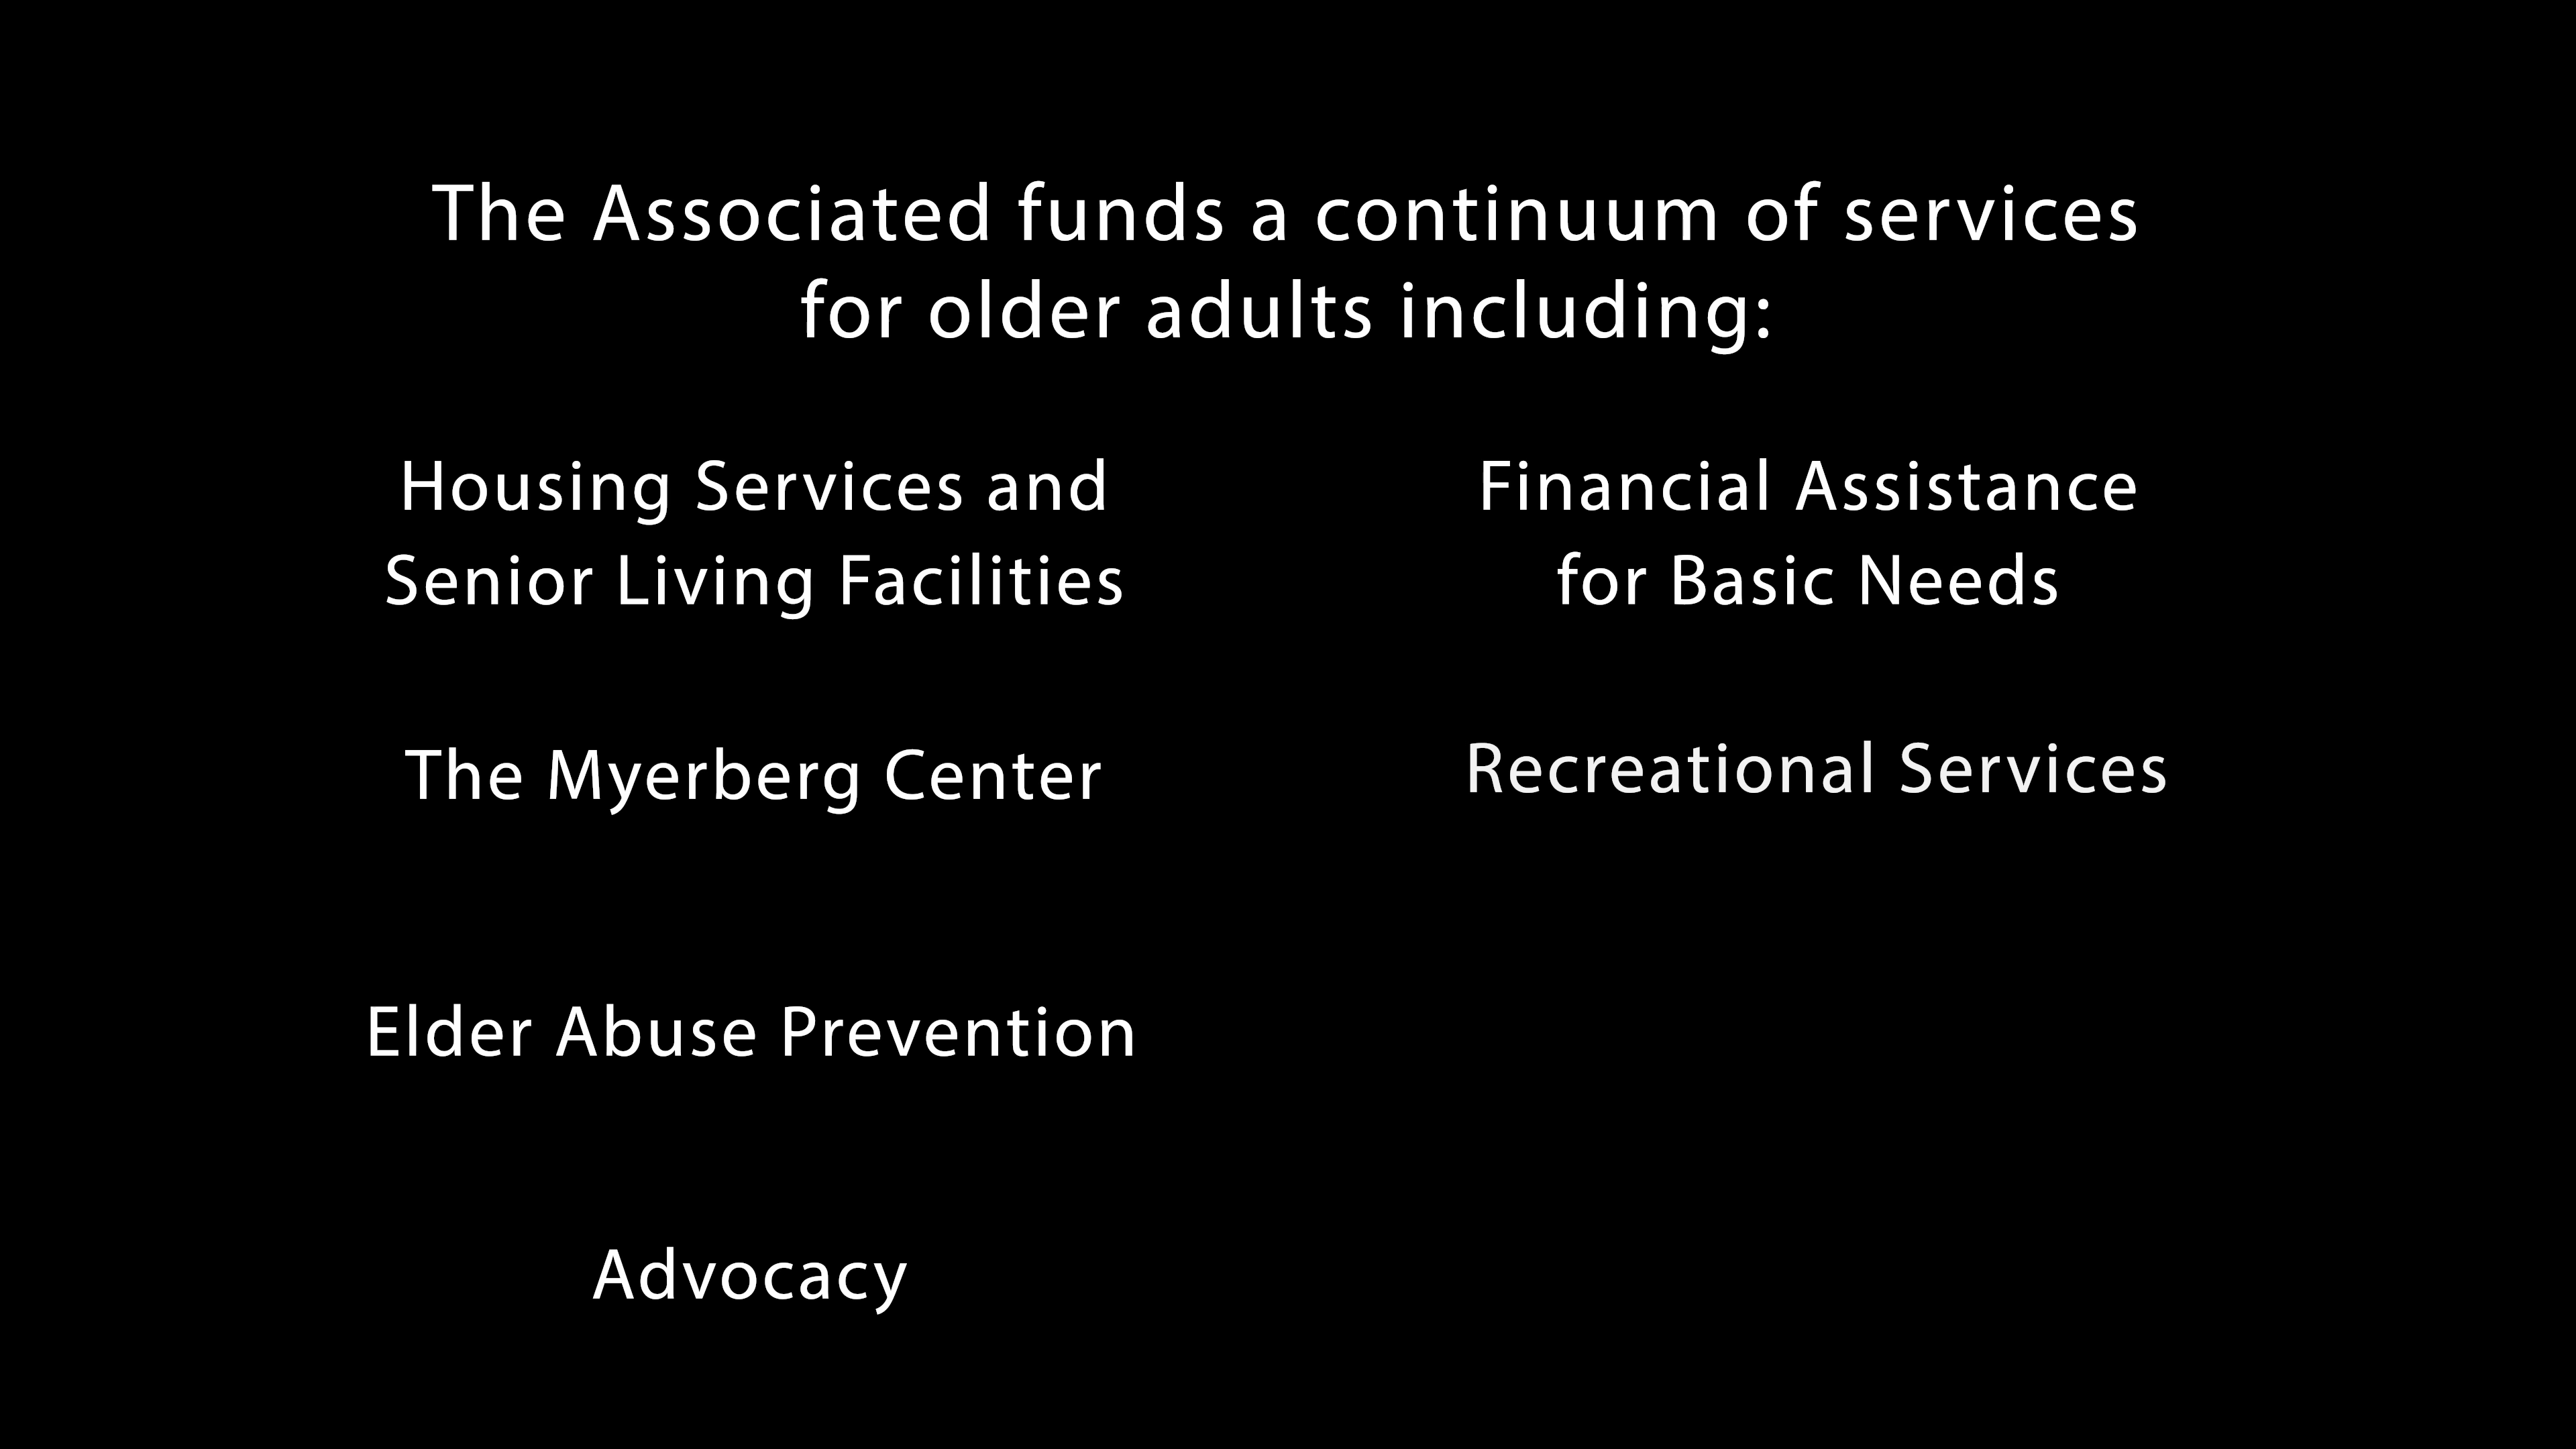 The Associated funds a continuum of services
for older adults including:
Housing Services and
Senior Living Facilities
The Myerberg Center
Elder Abuse Prevention
Advocacy
Financial Assistance
for Basic Needs
Recreational Services